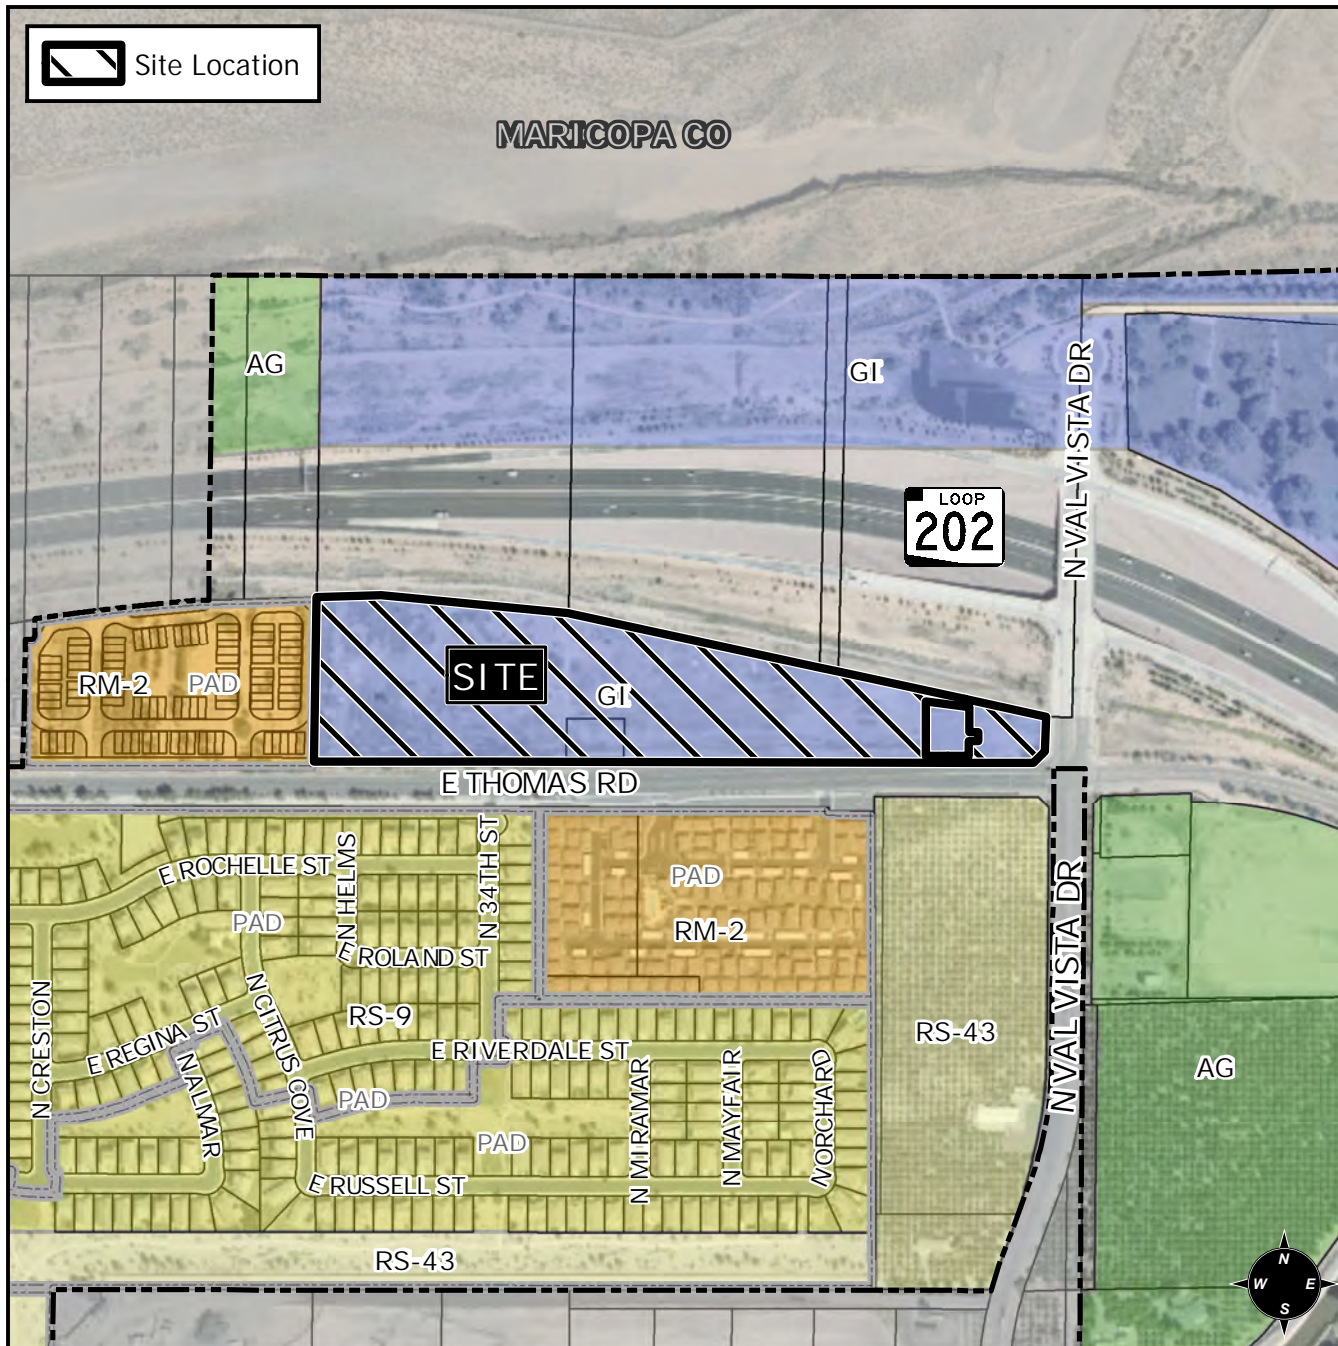 Site Location
MARICOPA CO
AG
GI
N VAL VISTA DR
LOOP
202
SITE
GI
RM-2
PAD
E THOMAS RD
E ROCHELLE ST
N HELMS
N 34TH ST
PAD
RM-2
PAD
E ROLAND ST
N CRESTON
E REGINA ST
N CITRUS COVE
RS-9
E RIVERDALE ST
RS-43
N VAL VISTA DR
AG
N ALMAR
PAD
PAD
N MIRAMAR
N MAYFAIR
N ORCHARD
E RUSSELL ST
RS-43
N
W
E
S